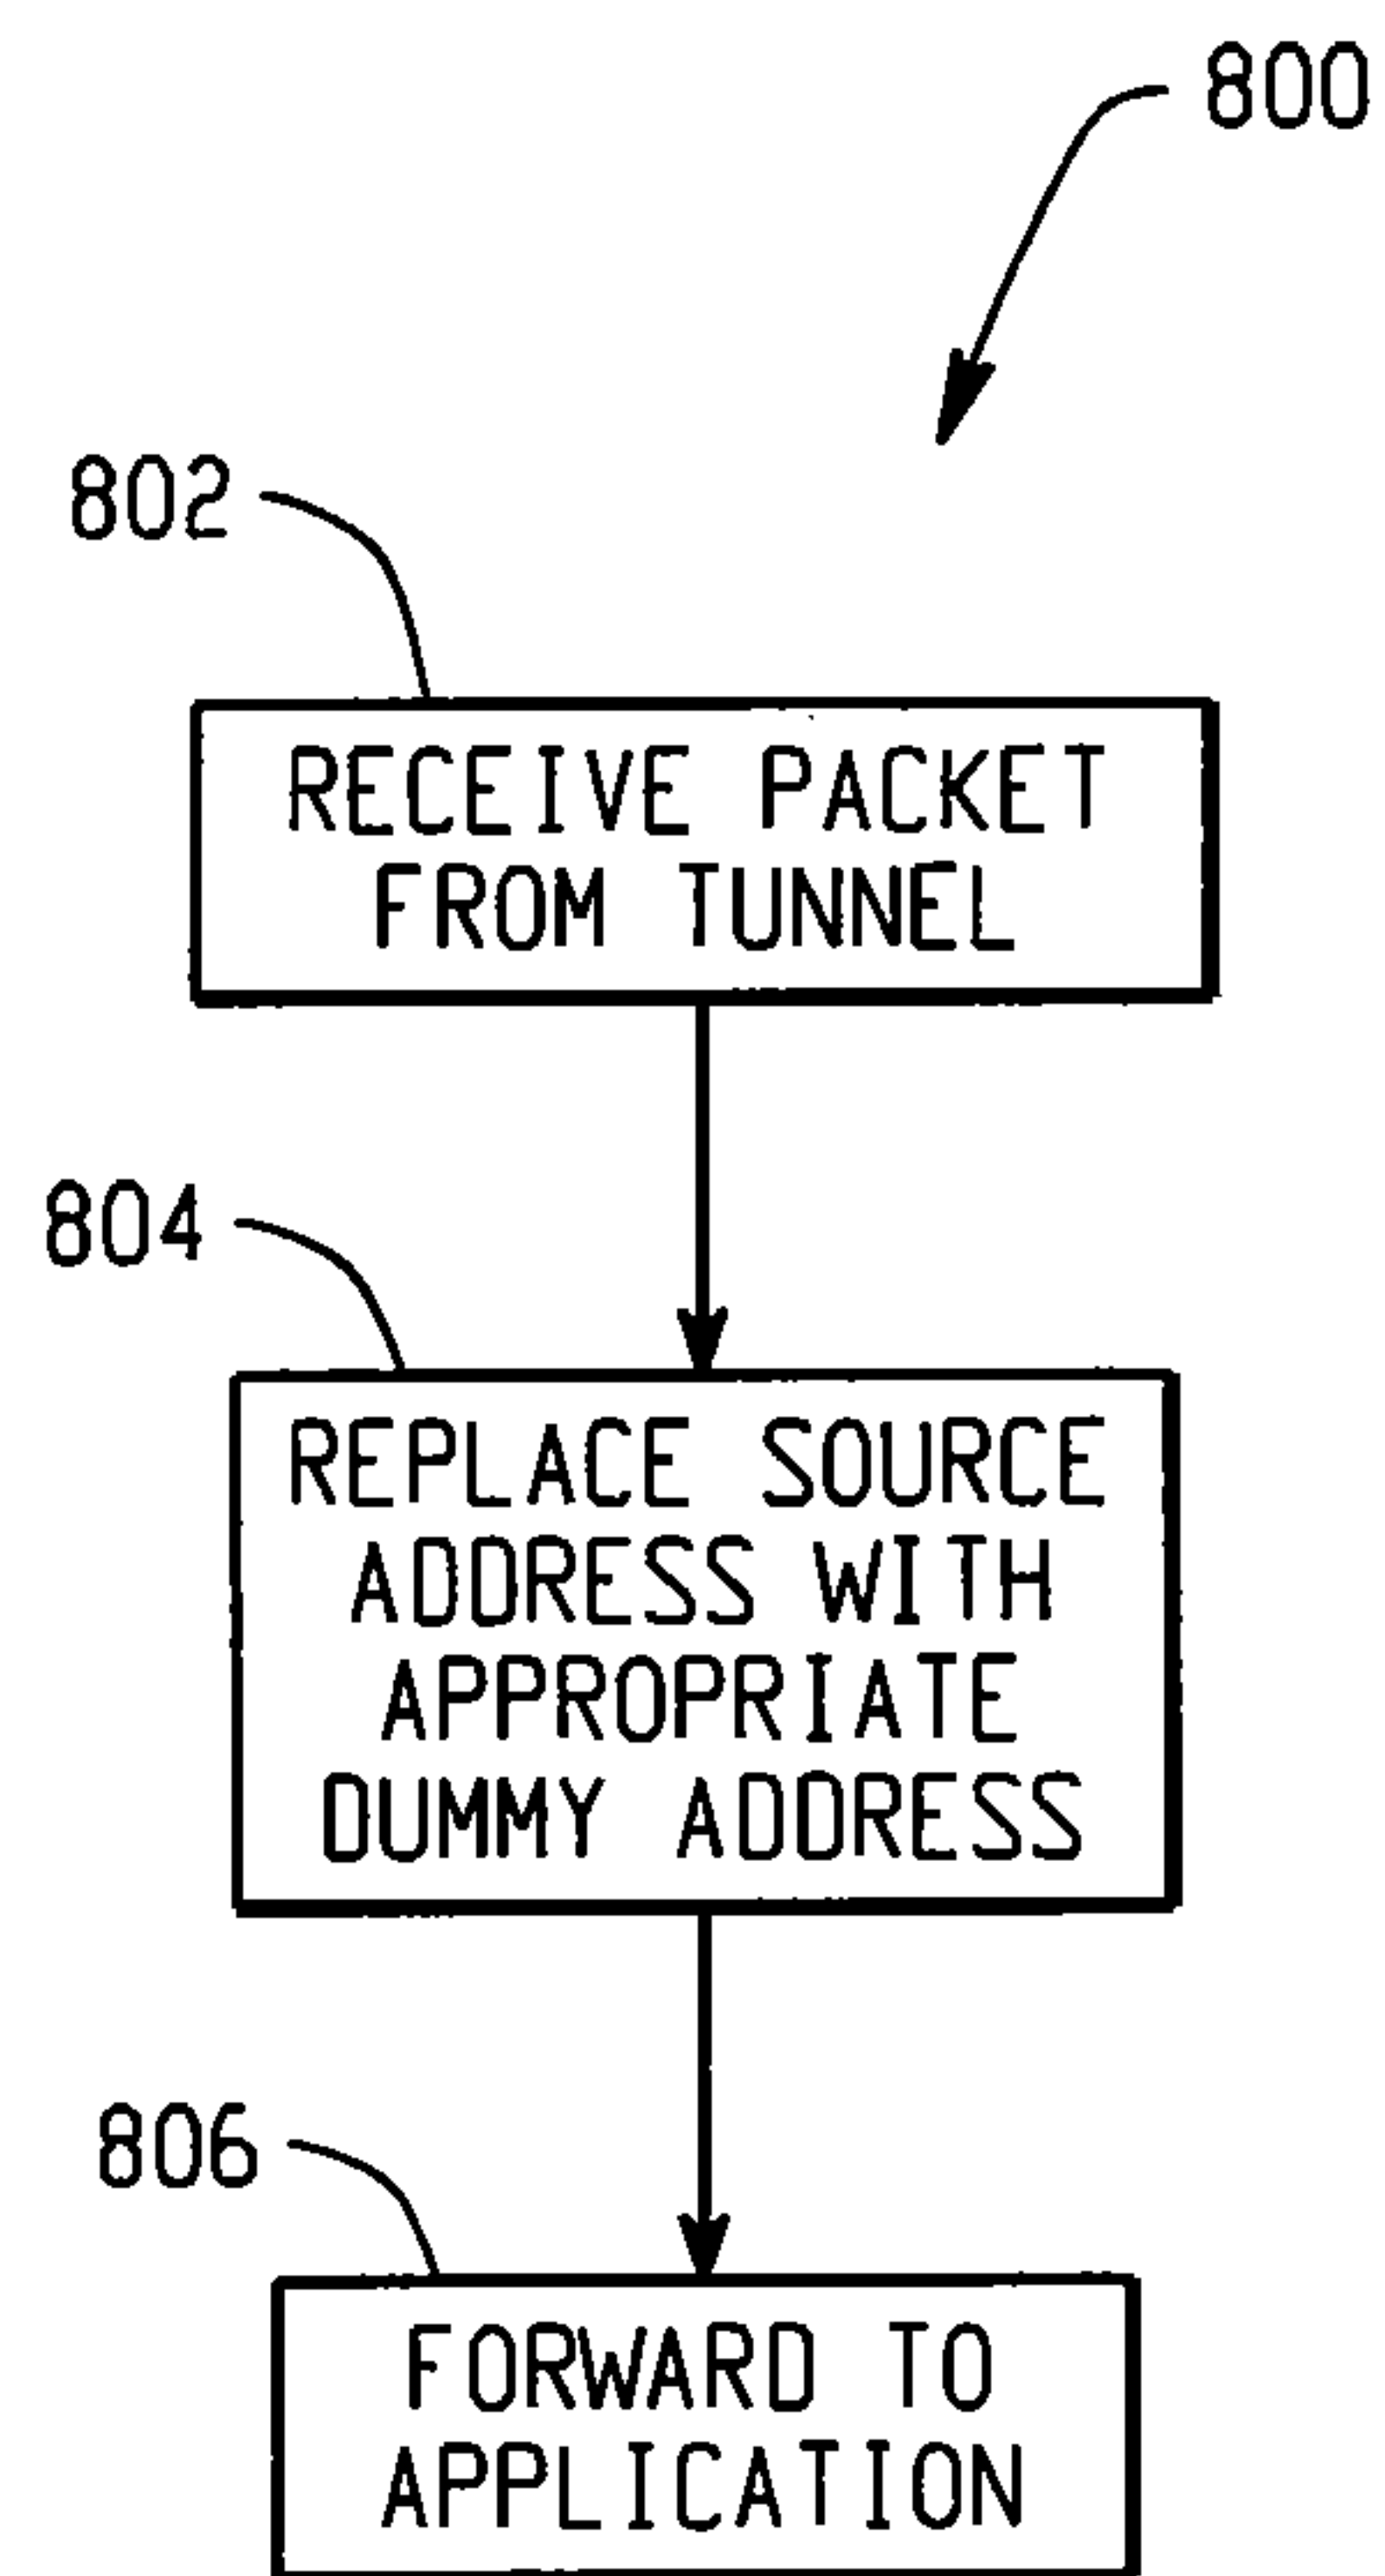 800
802
RECEIVE PACKET
FROM TUNNEL
804
REPLACE SOURCE
ADDRESS WITH
APPROPRIATE
DUMMY ADDRESS
806
FORWARD TO
APPLICATION